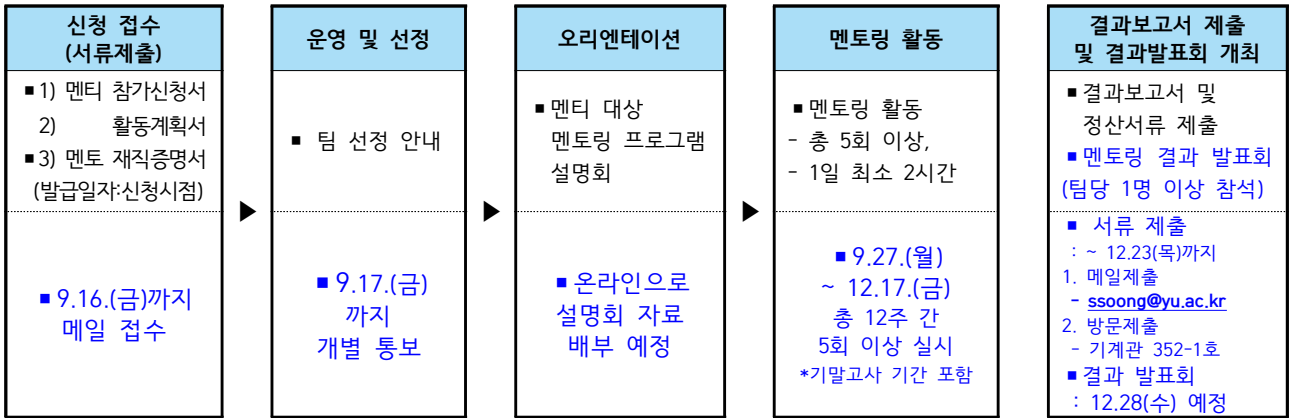 신청 접수
(서류제출)
■ 1) 멘티 참가신청서
2) 활동계획서
■ 3) 멘토 재직증명서
(발급일자:신청시점)
■ 9.16.(금)까지
메일 접수
▶
운영 및 선정
■ 팀 선정 안내
■ 9.17.(금)
까지
개별 통보
▶
오리엔테이션
■ 멘티 대상
멘토링 프로그램
설명회
■ 온라인으로
설명회 자료
배부 예정
▶
멘토링 활동
■ 멘토링 활동
- 총 5회 이상,
- 1일 최소 2시간
■ 9.27.(월)
~ 12.17.(금)
총 12주 간
5회 이상 실시
*기말고사 기간 포함
결과보고서 제출
및 결과발표회 개최
■ 결과보고서 및
정산서류 제출
■ 멘토링 결과 발표회
(팀당 1명 이상 참석)
■ 서류 제출
: ~ 12.23(목)까지
1. 메일제출
- ssoong@yu.ac.kr
2. 방문제출
- 기계관 352-1호
■ 결과 발표회
: 12.28(수) 예정